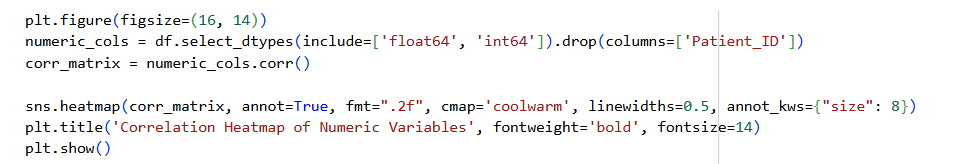 plt.figure(figsize=(16, 14))
numeric_cols = df.select_dtypes(include=['float64', 'int64']).drop(columns=['Patient_ID'])
corr_matrix = numeric_cols.corr()
sns.heatmap(corr_matrix, annot=True, fmt=".2f", cmap='coolwarm', linewidths=0.5, annot_kws={"size": 8})
plt.title('Correlation Heatmap of Numeric Variables', fontweight='bold', fontsize=14)
plt.show()